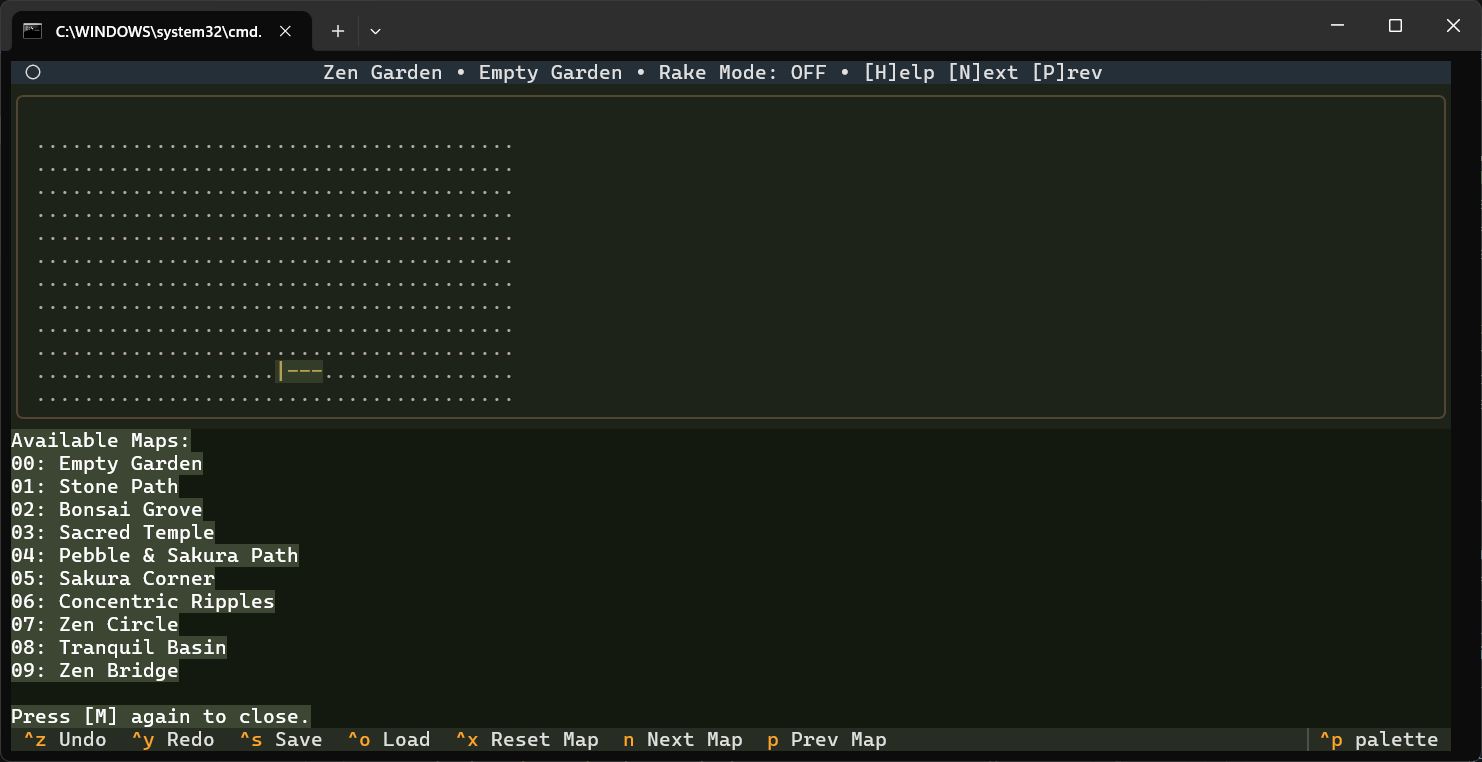 C:\WINDOWS\system32\cmd.
Zen Garden • Empty Garden • Rake Mode: OFF • [H]elp [N]ext [P]rev
........................................
........................................
........................................
........................................
........................................
........................................
........................................
........................................
........................................
........................................
....................|---................
........................................
Available Maps:
00: Empty Garden
01: Stone Path
02: Bonsai Grove
03: Sacred Temple
04: Pebble & Sakura Path
05: Sakura Corner
06: Concentric Ripples
07: Zen Circle
08: Tranquil Basin
09: Zen Bridge
Press [M] again to close.
^z Undo ^y Redo ^s Save ^o Load ^x Reset Map n Next Map p Prev Map ^p palette